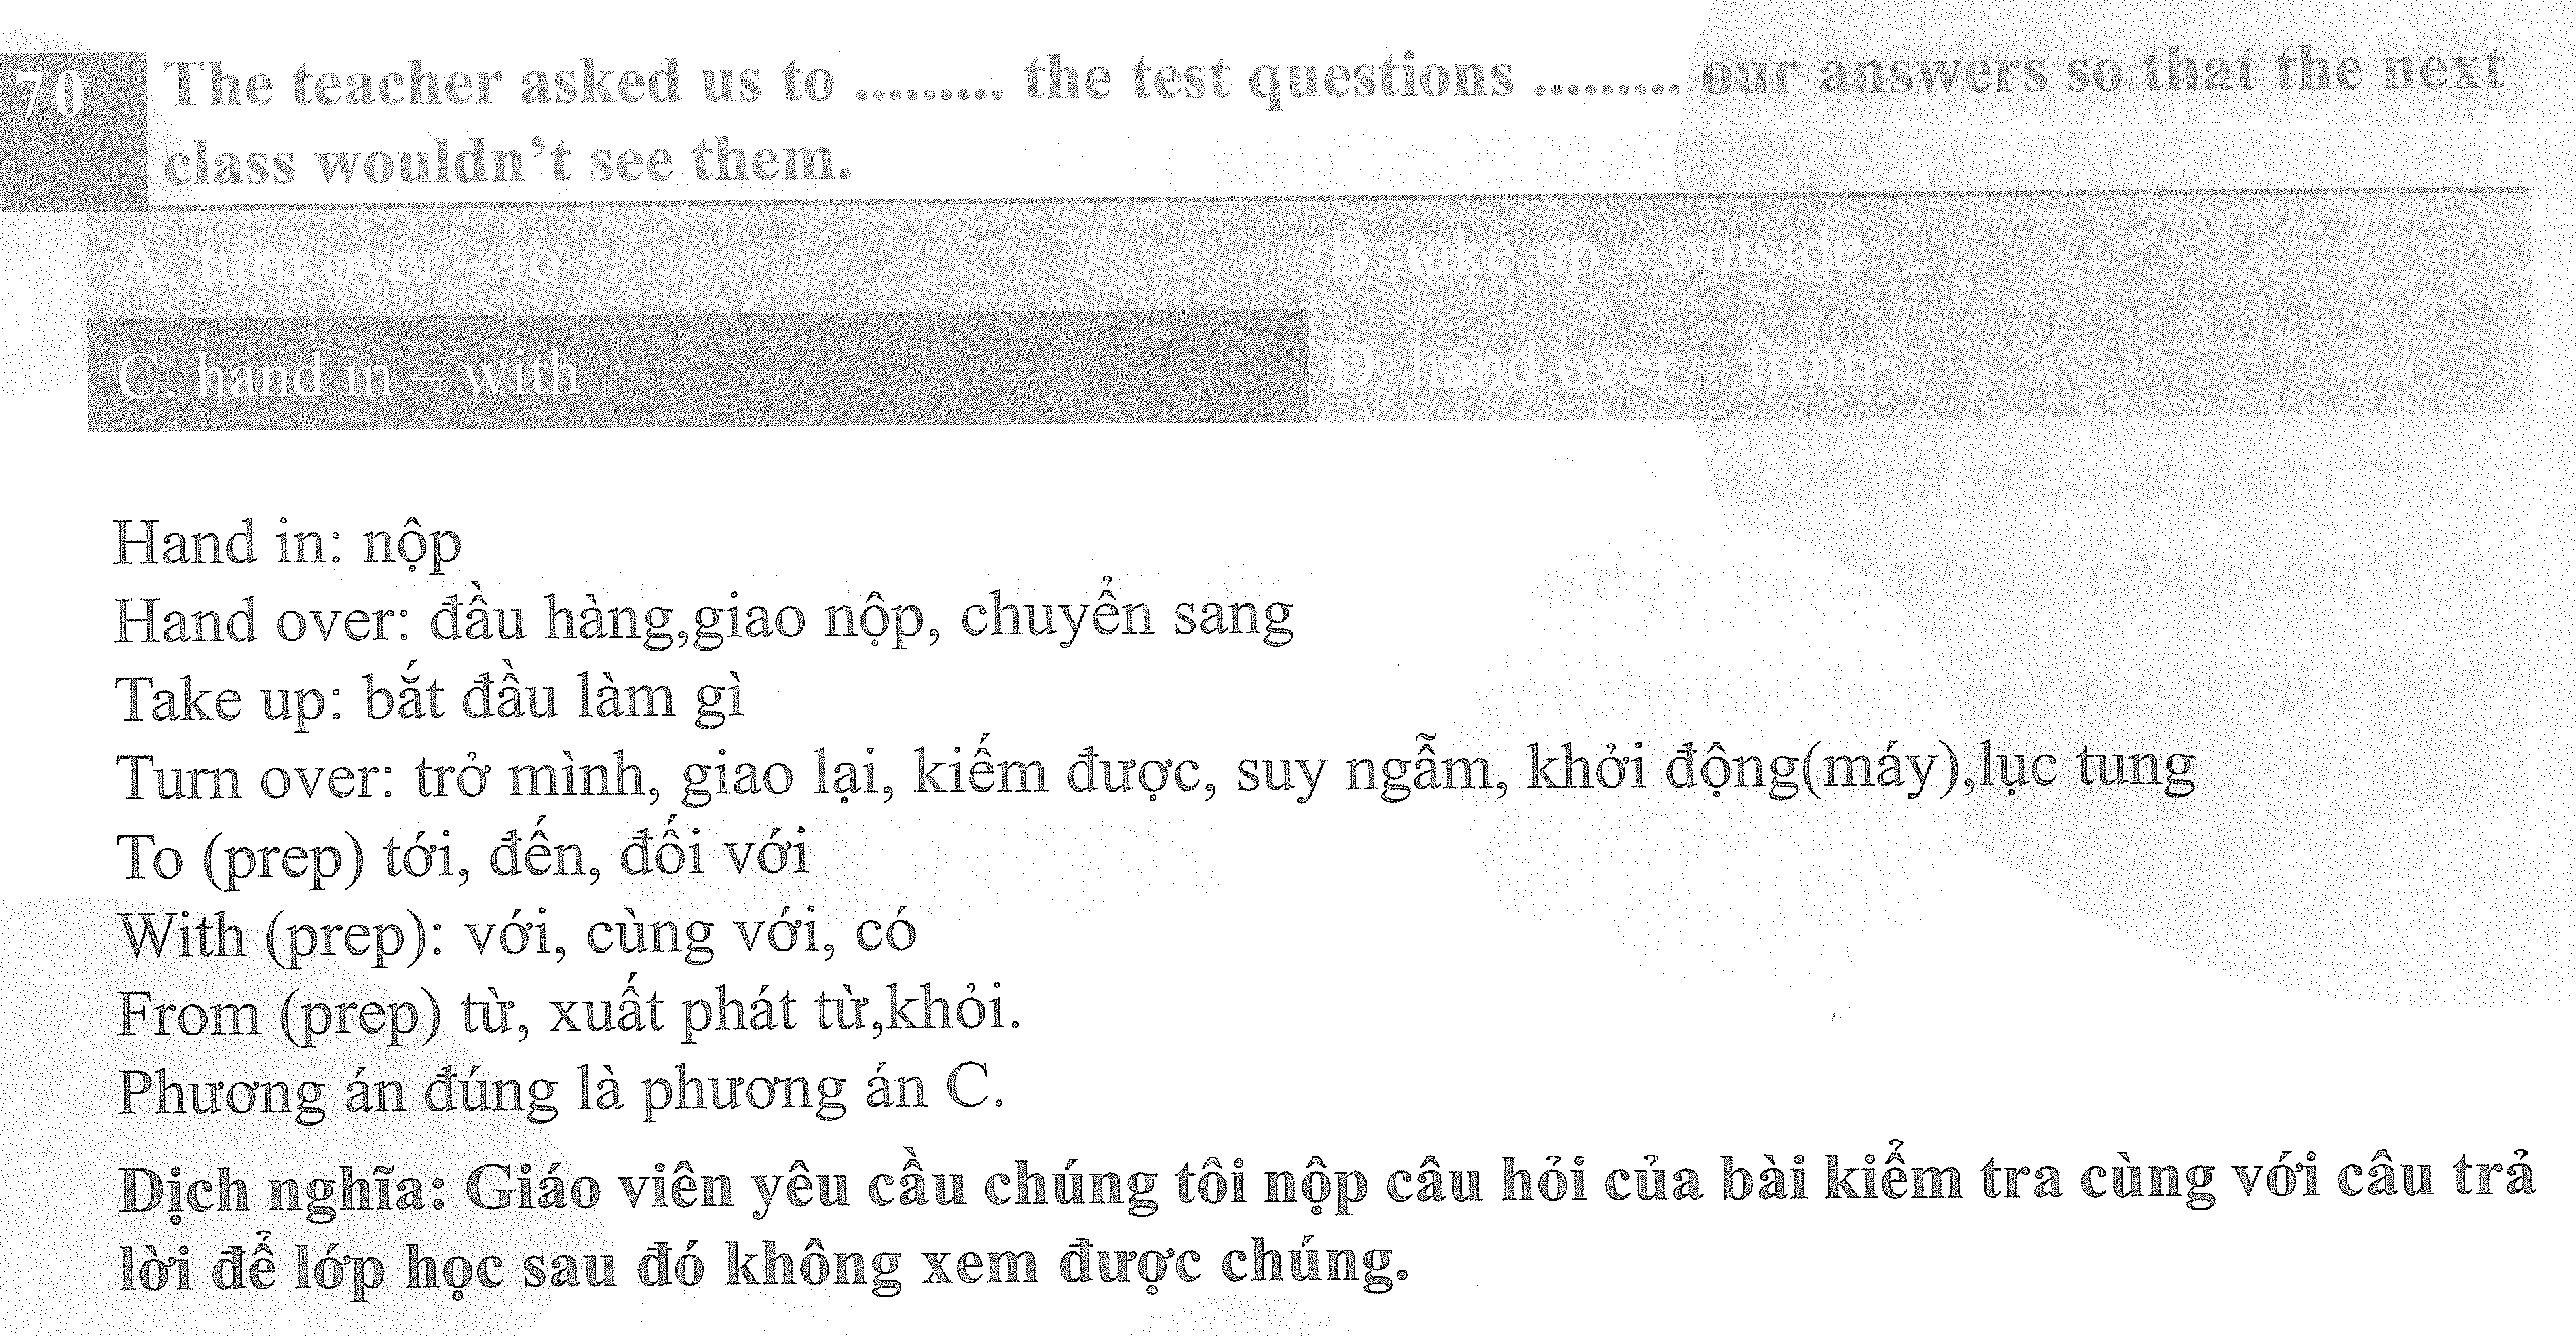 70 The teacher asked us to ......... the test questions ......... our answers so that the next
class wouldn't see them.
A. turn over – to
B. take up – outside
C. hand in – with
D. hand over – from
Hand in: nộp
Hand over: đầu hàng,giao nộp, chuyển sang
Take up: bắt đầu làm gì
Turn over: trở mình, giao lại, kiếm được, suy ngẫm, khởi động(máy),lục tung
To (prep) tới, đến, đối với
With (prep): với, cùng với, có
From (prep) từ, xuất phát từ,khỏi.
Phương án đúng là phương án C.
Dịch nghĩa: Giáo viên yêu cầu chúng tôi nộp câu hỏi của bài kiểm tra cùng với câu trả
lời để lớp học sau đó không xem được chúng.